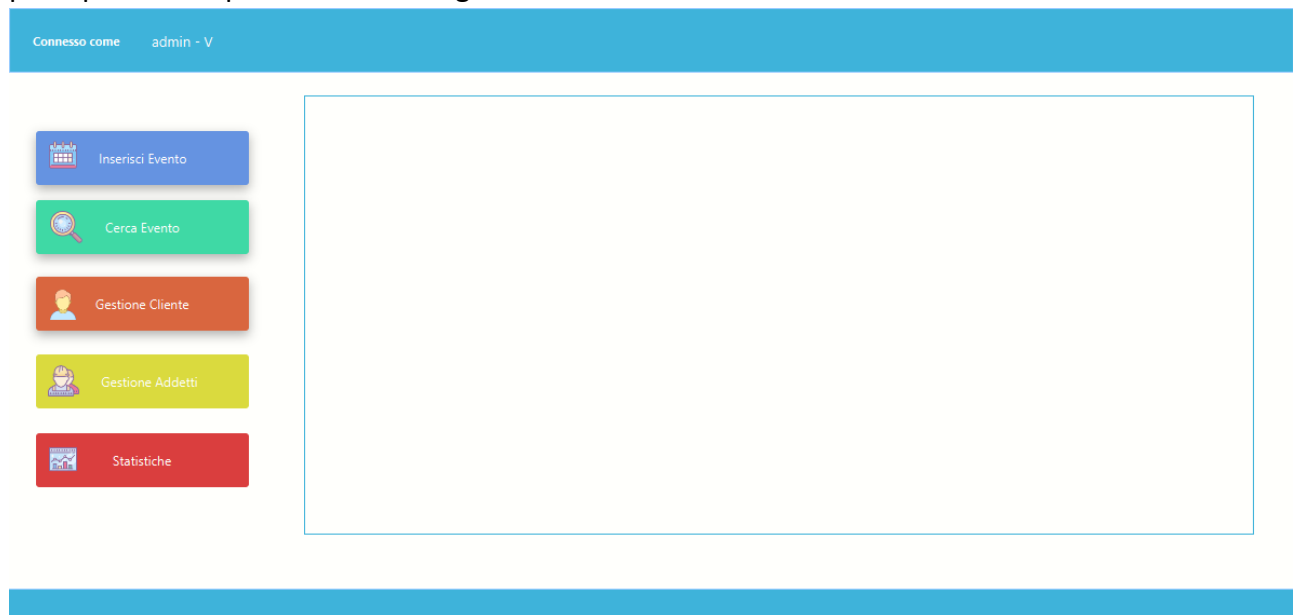 Connesso come admin - V
Inserisci Evento
Cerca Evento
Gestione Cliente
Gestione Addetti
Statistiche